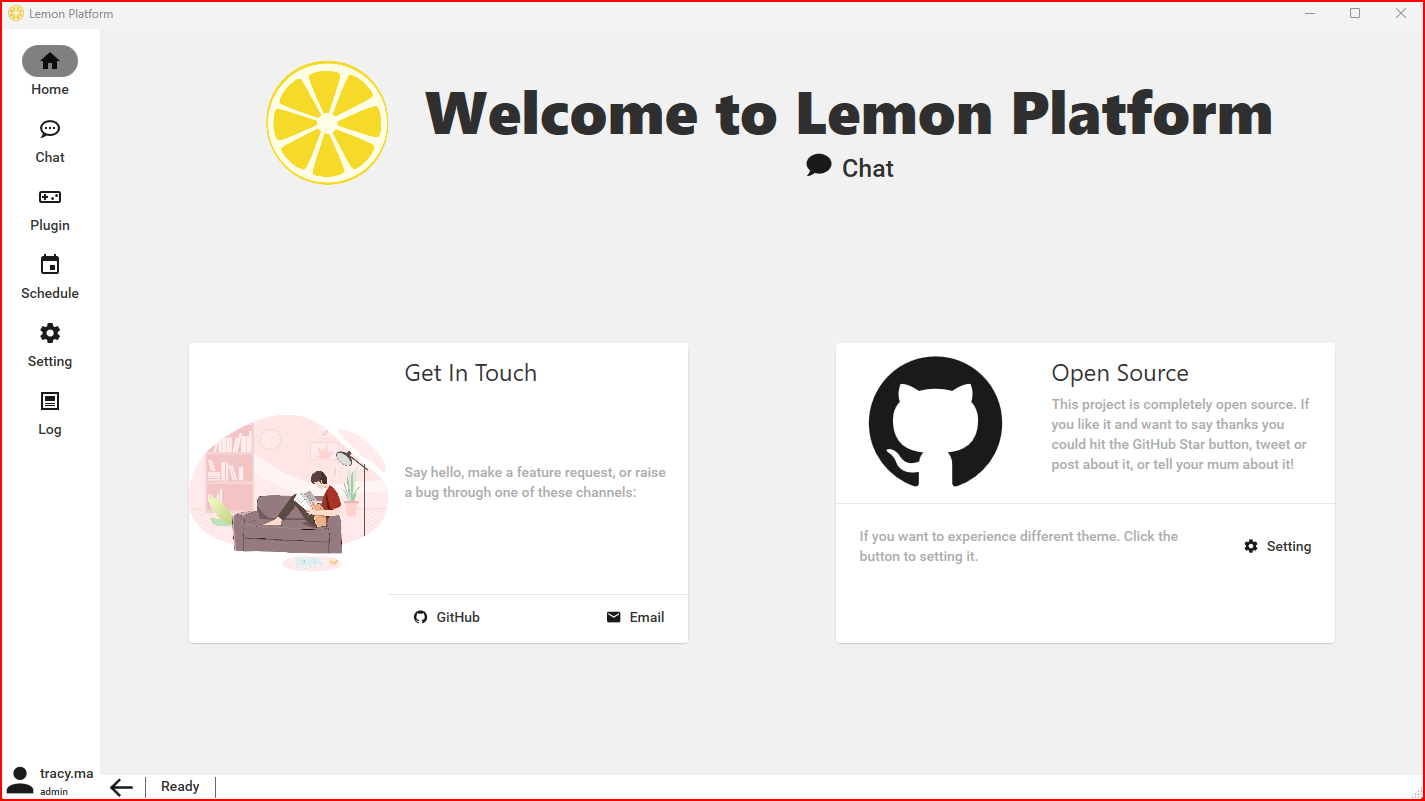 Lemon Platform
Home
Chat
Plugin
Schedule
Setting
Log
Welcome to Lemon Platform
Chat
Get In Touch
Say hello, make a feature request, or raise
a bug through one of these channels:
GitHub
Email
Open Source
This project is completely open source. If
you like it and want to say thanks you
could hit the GitHub Star button, tweet or
post about it, or tell your mum about it!
If you want to experience different theme. Click the
button to setting it.
Setting
tracy.ma
admin
Ready